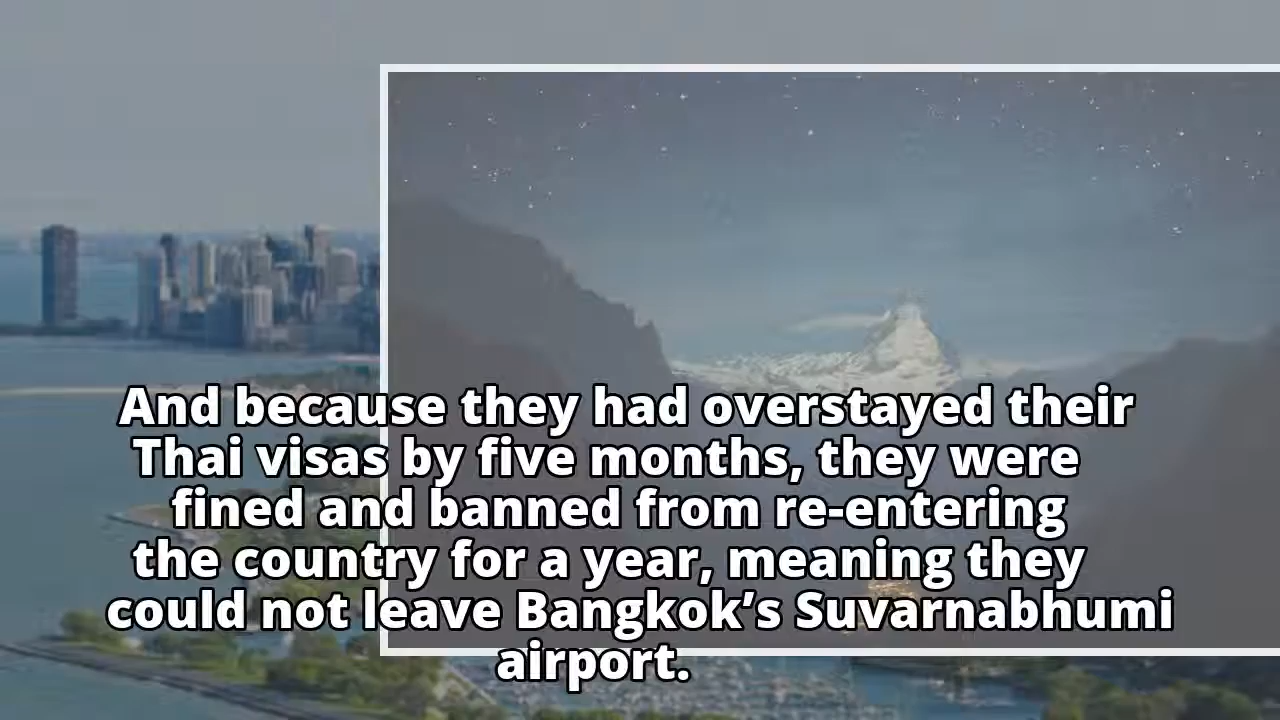 And because they had overstayed their
Thai visas by five months, they were
fined and banned from re-entering
the country for a year, meaning they
could not leave Bangkok’s Suvarnabhumi
airport.